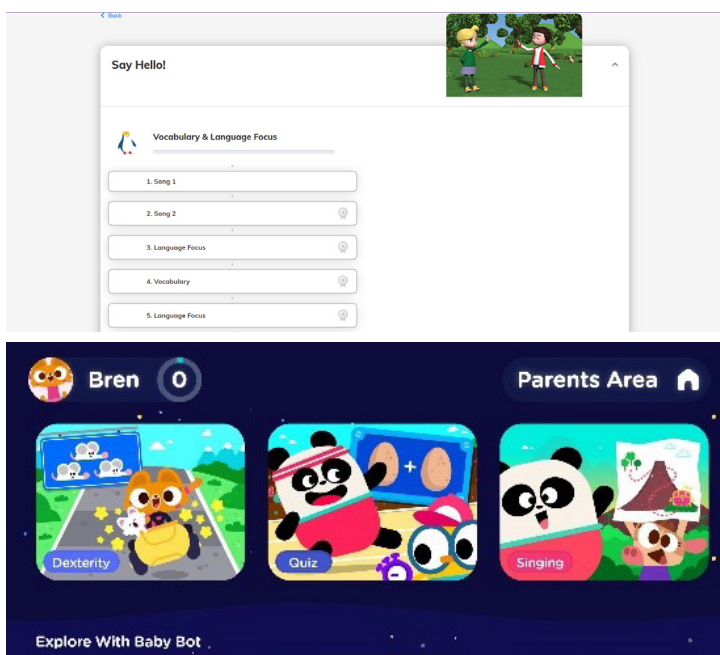 Back
Say Hello!
Vocabulary & Language Focus
1. Song 1
2. Song 2
3. Language Focus
4. Vocabulary
5. Language Focus
Bren 0 Parents Area
+
Dexterity Quiz Singing
Explore With Baby Bot